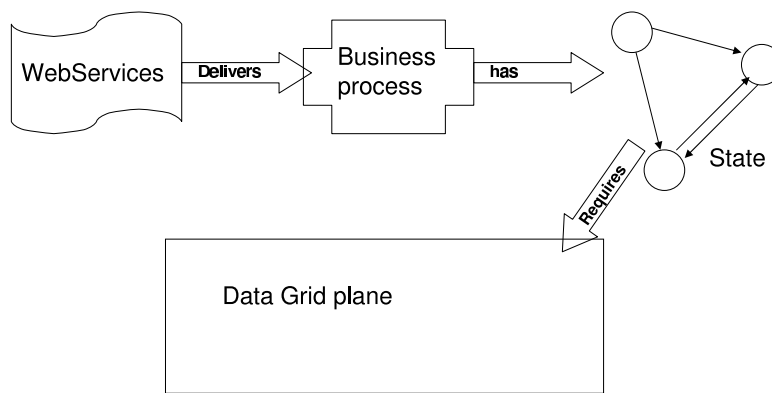 WebServices
Delivers
Business
process
has
State
Requires
Data Grid plane